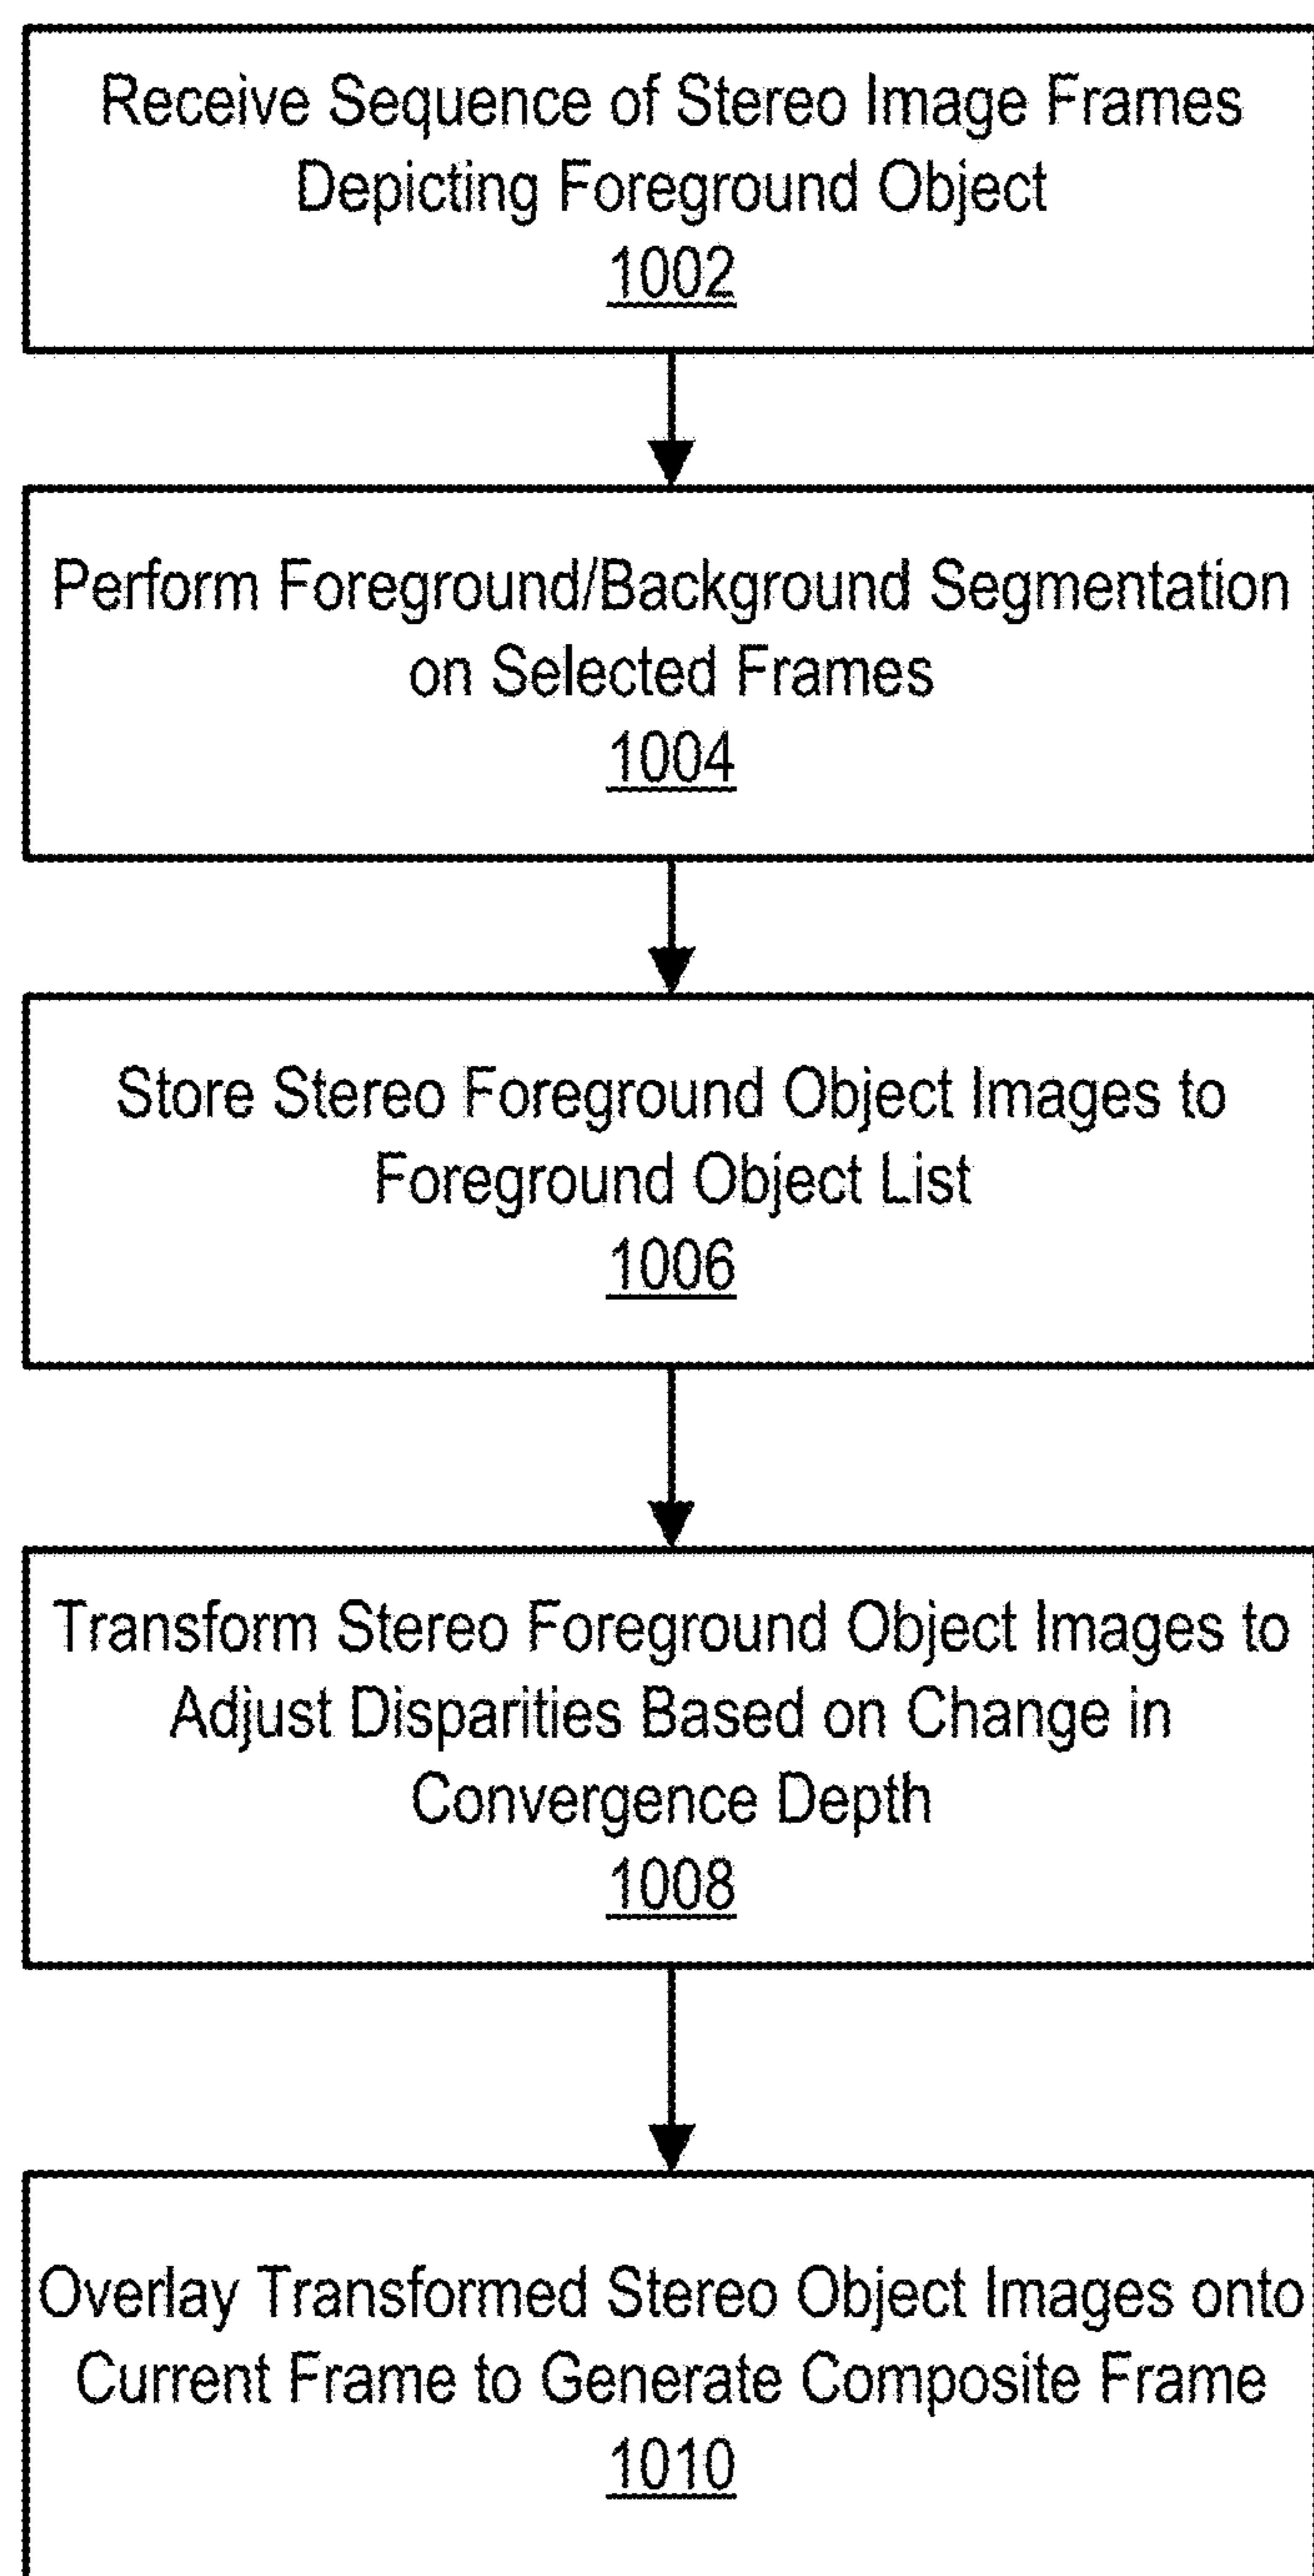 Receive Sequence of Stereo Image Frames
Depicting Foreground Object
1002
Perform Foreground/Background Segmentation
on Selected Frames
1004
Store Stereo Foreground Object Images to
Foreground Object List
1006
Transform Stereo Foreground Object Images to
Adjust Disparities Based on Change in
Convergence Depth
1008
Overlay Transformed Stereo Object Images onto
Current Frame to Generate Composite Frame
1010